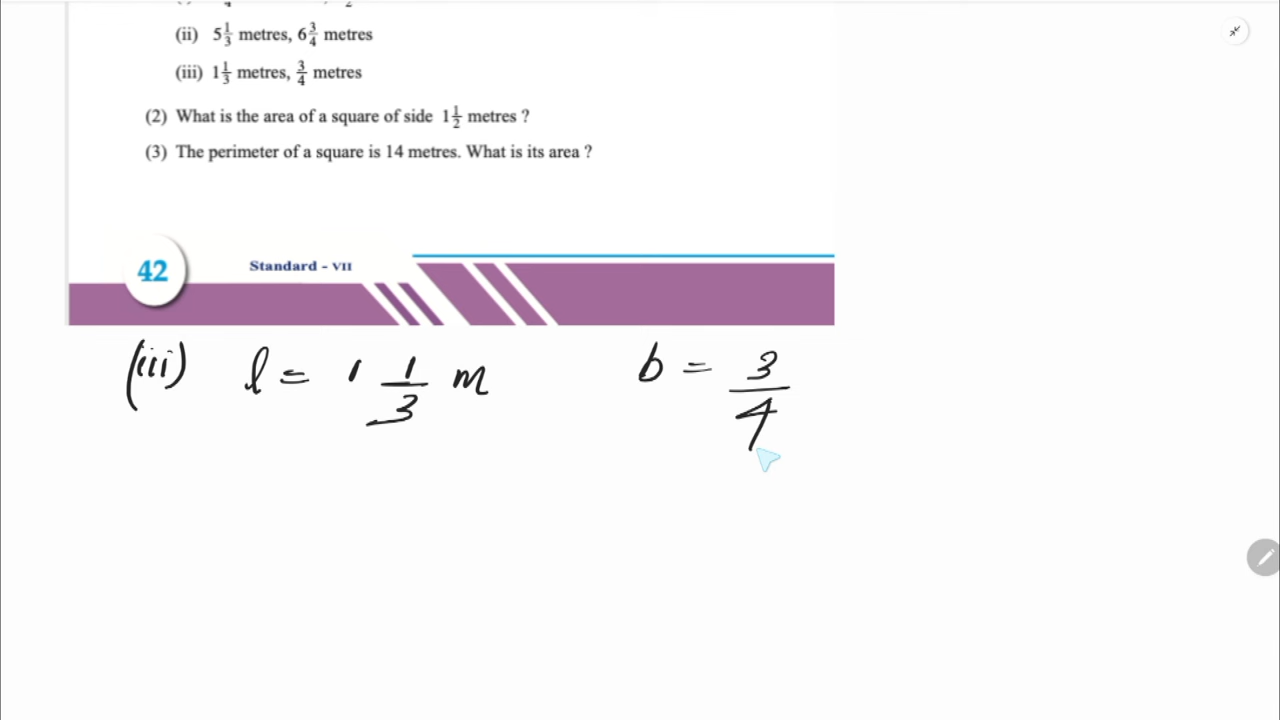 (ii) 5 1/3 metres, 6 3/4 metres
(iii) 1 1/3 metres, 3/4 metres
(2) What is the area of a square of side 1 1/2 metres ?
(3) The perimeter of a square is 14 metres. What is its area ?
42
Standard - VII
(iii) l = 1 1/3 m b = 3/4